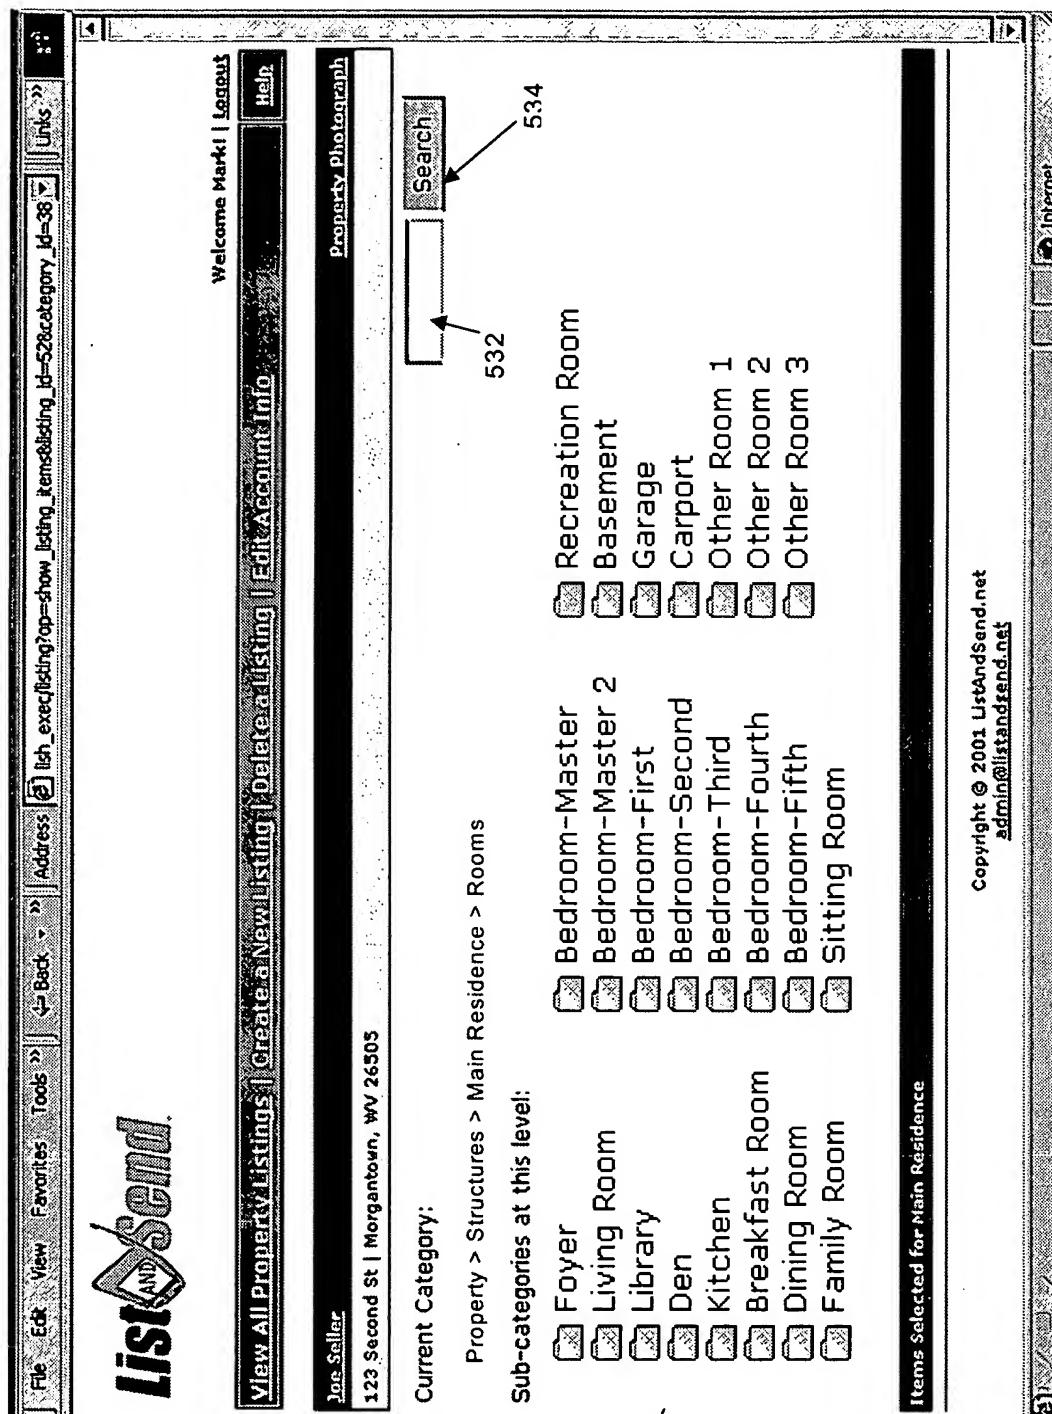 File Edit View Favorites Tools » Back » Address lish_exec/listing?op=show_listing_items&listing_id=52&category_id=38 Links »
List AND Send
Welcome Mark! | Logout
View All Property Listings | Create a New Listing | Delete a Listing | Edit Account Info Help
Joe Seller Property Photograph
123 Second St | Morgantown, WV 26505
Current Category: Search
532 534
Property > Structures > Main Residence > Rooms
Sub-categories at this level:
Foyer Bedroom-Master Recreation Room
Living Room Bedroom-Master 2 Basement
Library Bedroom-First Garage
Den Bedroom-Second Carport
Kitchen Bedroom-Third Other Room 1
Breakfast Room Bedroom-Fourth Other Room 2
Dining Room Bedroom-Fifth Other Room 3
Family Room Sitting Room
Items Selected for Main Residence
Copyright © 2001 ListAndSend.net
admin@listandsend.net
Internet